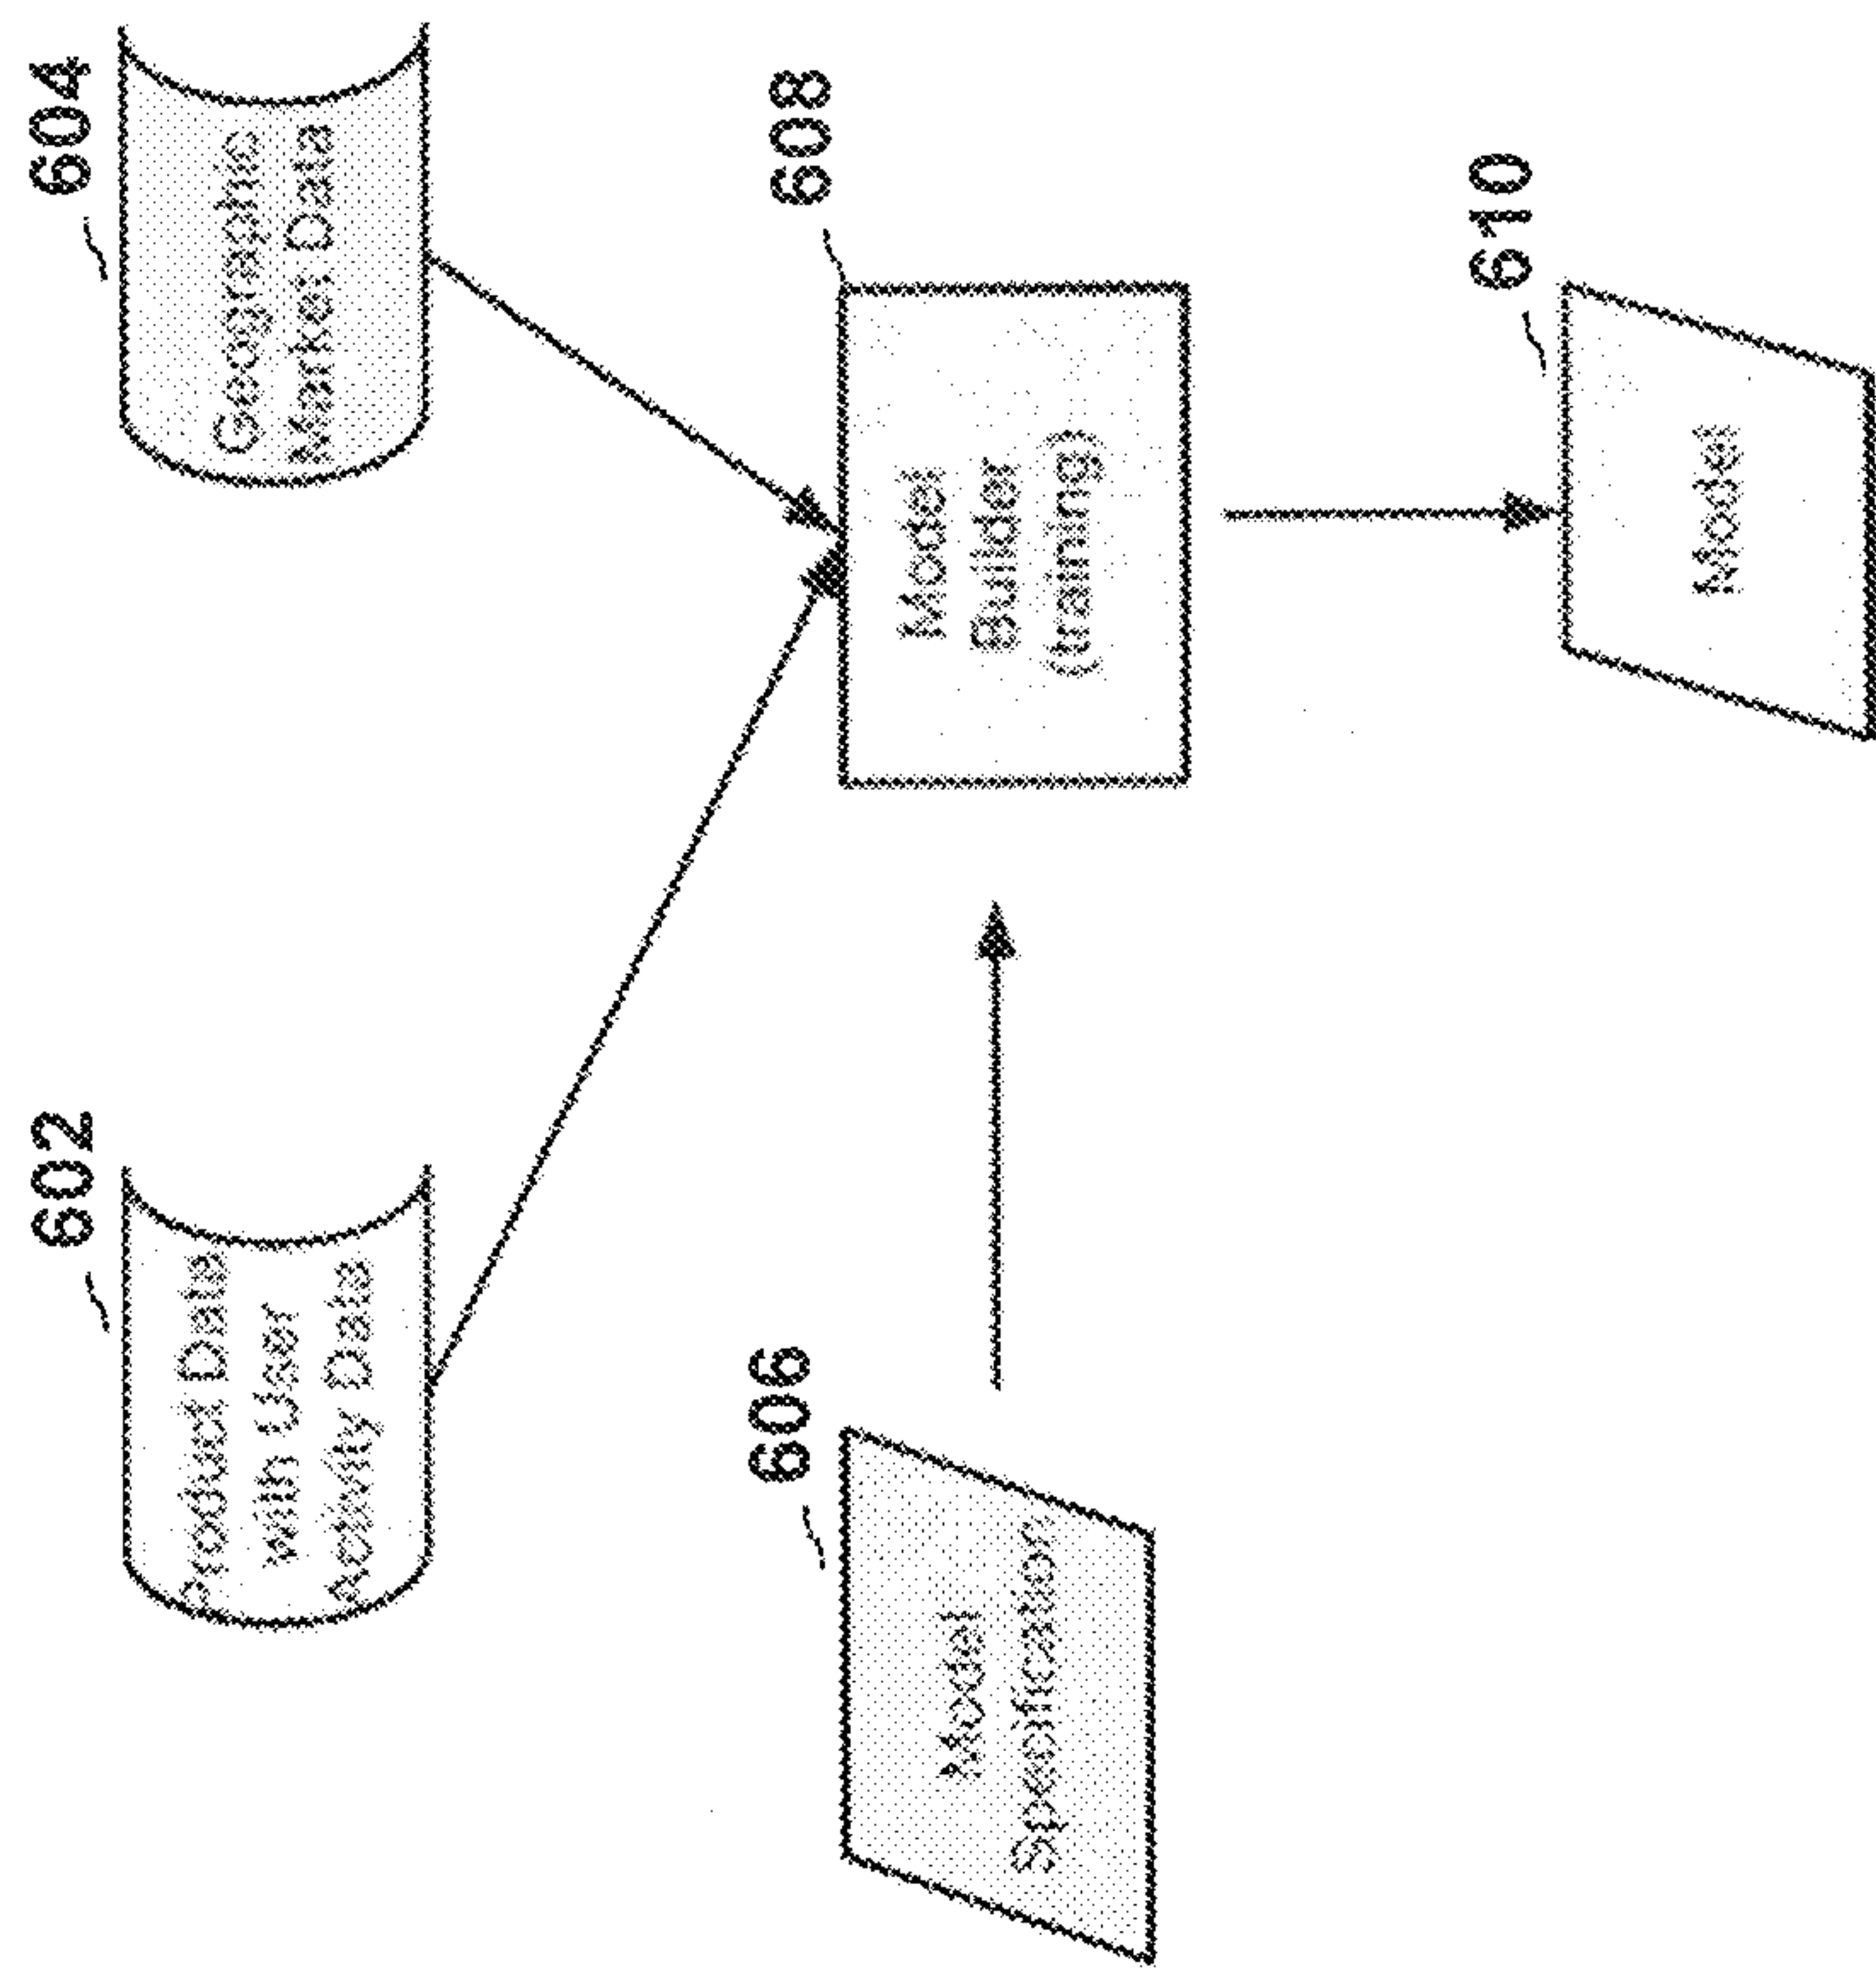 602
Product Data
with User
Activity Data
604
Geographic
Market Data
606
Model
Specification
608
Model
Builder
(training)
610
Model